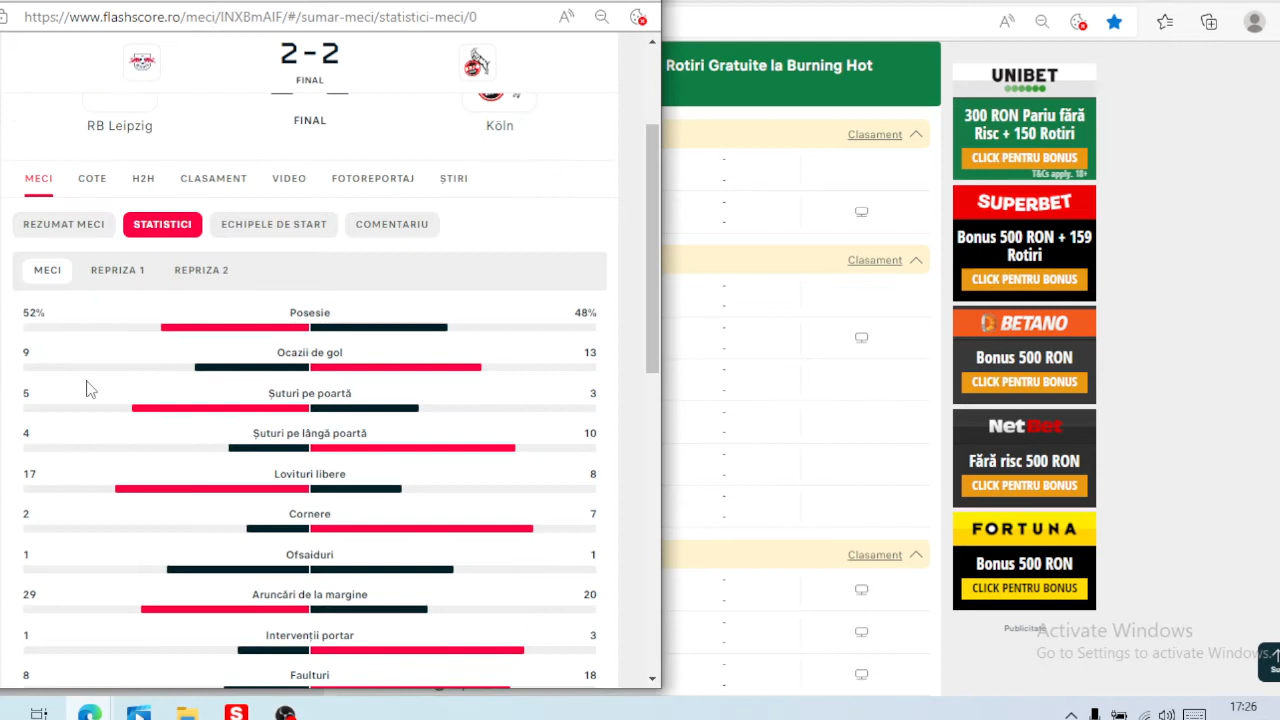 https://www.flashscore.ro/meci/INXBmAIF/#/sumar-meci/statistici-meci/0
2-2
FINAL
FINAL
RB Leipzig
Köln
MECI COTE H2H CLASAMENT VIDEO FOTOREPORTAJ ȘTIRI
REZUMAT MECI STATISTICI ECHIPELE DE START COMENTARIU
MECI REPRIZA 1 REPRIZA 2
52% Posesie 48%
9 Ocazii de gol 13
5 Șuturi pe poartă 3
4 Șuturi pe lângă poartă 10
17 Lovituri libere 8
2 Cornere 7
1 Ofsaiduri 1
29 Aruncări de la margine 20
1 Intervenții portar 3
8 Faulturi 18
Rotiri Gratuite la Burning Hot
Clasament
Clasament
Clasament
UNIBET
300 RON Pariu fără
Risc + 150 Rotiri
CLICK PENTRU BONUS
T&Cs apply. 18+
SUPERBET
Bonus 500 RON + 159
Rotiri
CLICK PENTRU BONUS
BETANO
Bonus 500 RON
CLICK PENTRU BONUS
NetBet
Fără risc 500 RON
CLICK PENTRU BONUS
FORTUNA
Bonus 500 RON
CLICK PENTRU BONUS
Publicitate
Activate Windows
Go to Settings to activate Windows.
17:26